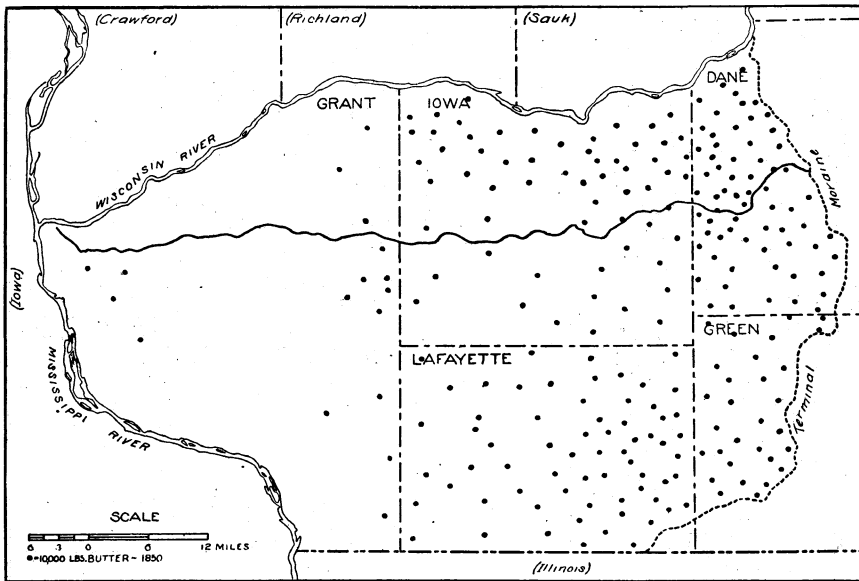 (Crawford)
(Richland)
(Sauk)
DANE
GRANT
IOWA
WISCONSIN RIVER
Moraine
(Iowa)
GREEN
LAFAYETTE
MISSISSIPPI
RIVER
Terminal
SCALE
6 3 0 6 12 MILES
•=10,000 LBS. BUTTER - 1850
(Illinois)